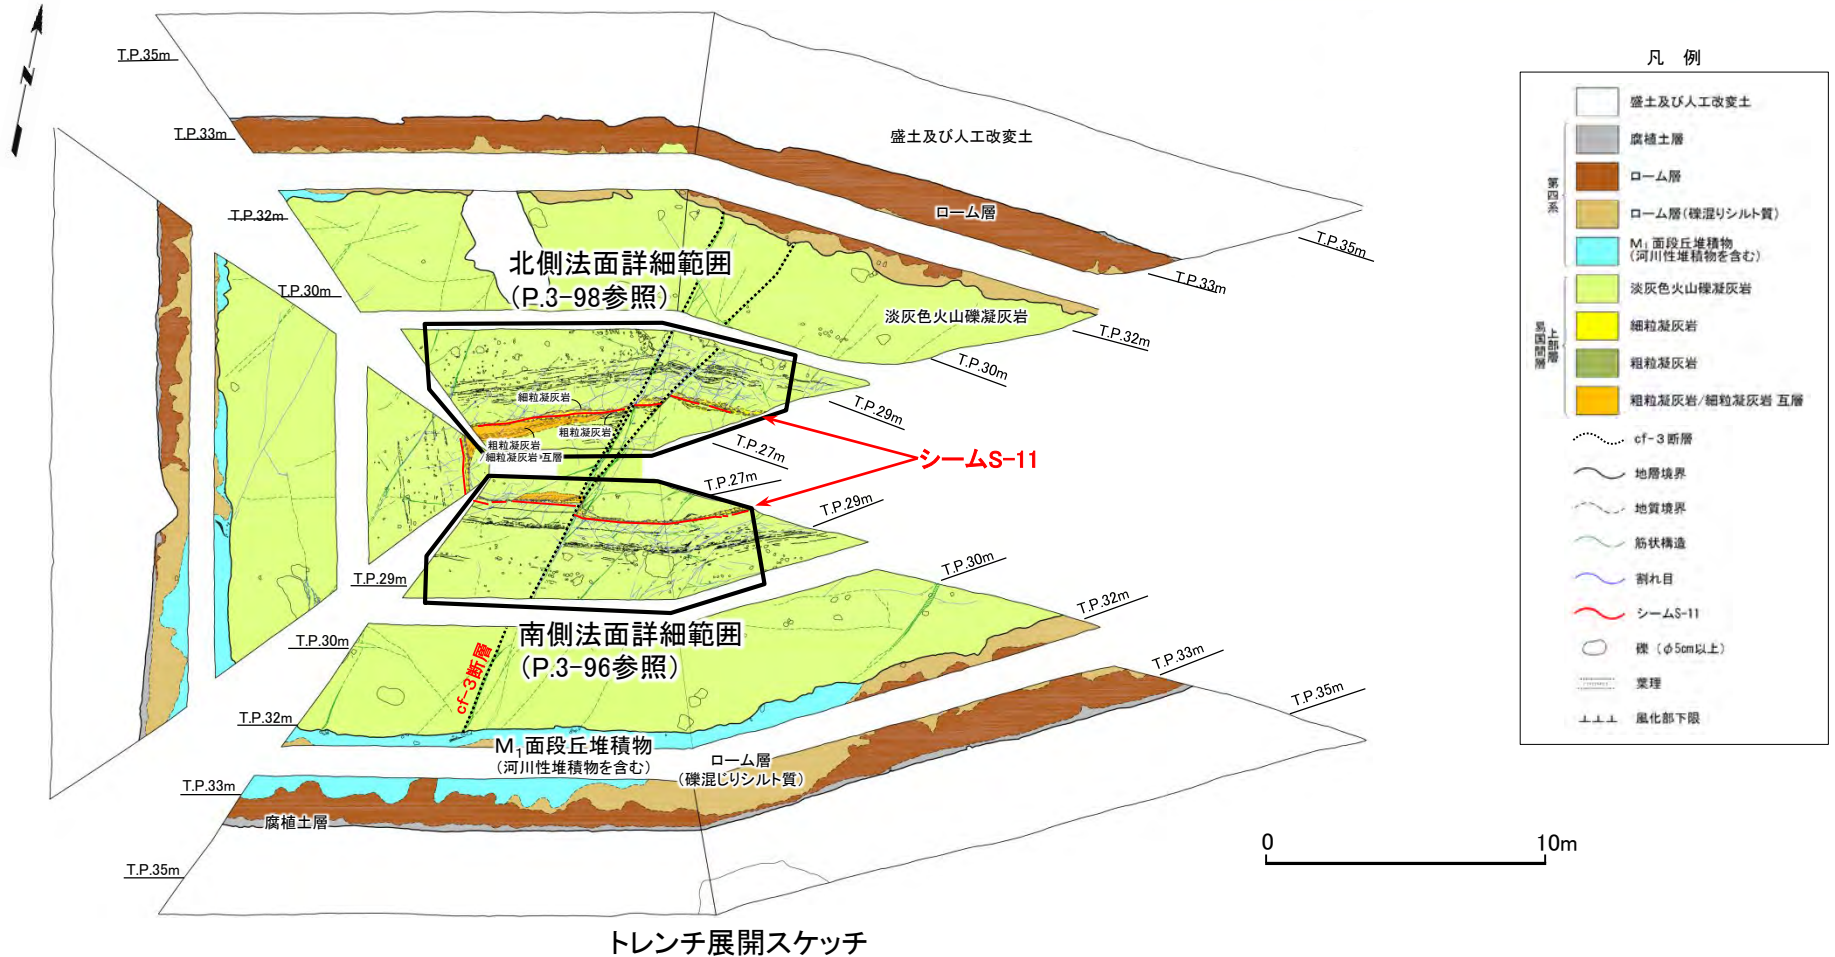 N
T.P.35m
T.P.33m
盛土及び人工改変土
T.P.32m
ローム層
T.P.35m
T.P.33m
北側法面詳細範囲
(P.3-98参照)
T.P.30m
淡灰色火山礫凝灰岩
T.P.32m
T.P.30m
細粒凝灰岩
T.P.29m
粗粒凝灰岩
粗粒凝灰岩
/細粒凝灰岩 互層
T.P.27m
シームS-11
T.P.27m
T.P.29m
T.P.29m
T.P.30m
T.P.32m
T.P.30m
南側法面詳細範囲
(P.3-96参照)
cf-3断層
T.P.33m
T.P.35m
T.P.32m
M1面段丘堆積物
(河川性堆積物を含む)
ローム層
(礫混じりシルト質)
T.P.33m
腐植土層
T.P.35m
0 10m
トレンチ展開スケッチ
凡 例
盛土及び人工改変土
第四系
腐植土層
ローム層
ローム層(礫混りシルト質)
M1面段丘堆積物
(河川性堆積物を含む)
易国間層
上部層
淡灰色火山礫凝灰岩
細粒凝灰岩
粗粒凝灰岩
粗粒凝灰岩/細粒凝灰岩 互層
cf-3断層
地層境界
地質境界
筋状構造
割れ目
シームS-11
礫 (φ5cm以上)
葉理
風化部下限